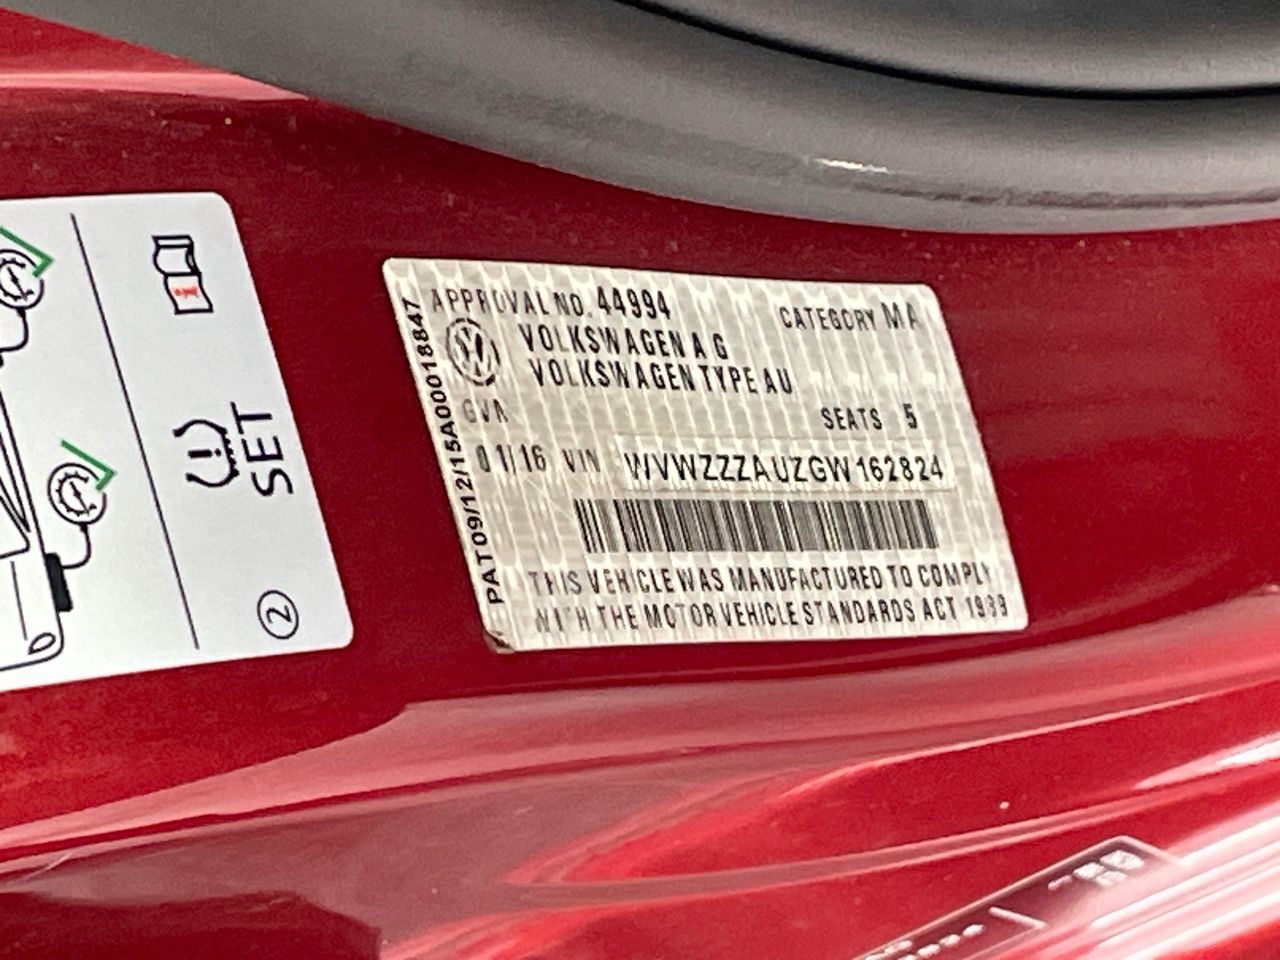 APPROVAL NO. 44994 CATEGORY MA
VOLKSWAGEN AG
VOLKSWAGEN TYPE AU
GVM SEATS 5
01/16 VIN WVWZZZAUZGW162824
THIS VEHICLE WAS MANUFACTURED TO COMPLY
WITH THE MOTOR VEHICLE STANDARDS ACT 1989
PAT09/12/15A00018847
SET
2